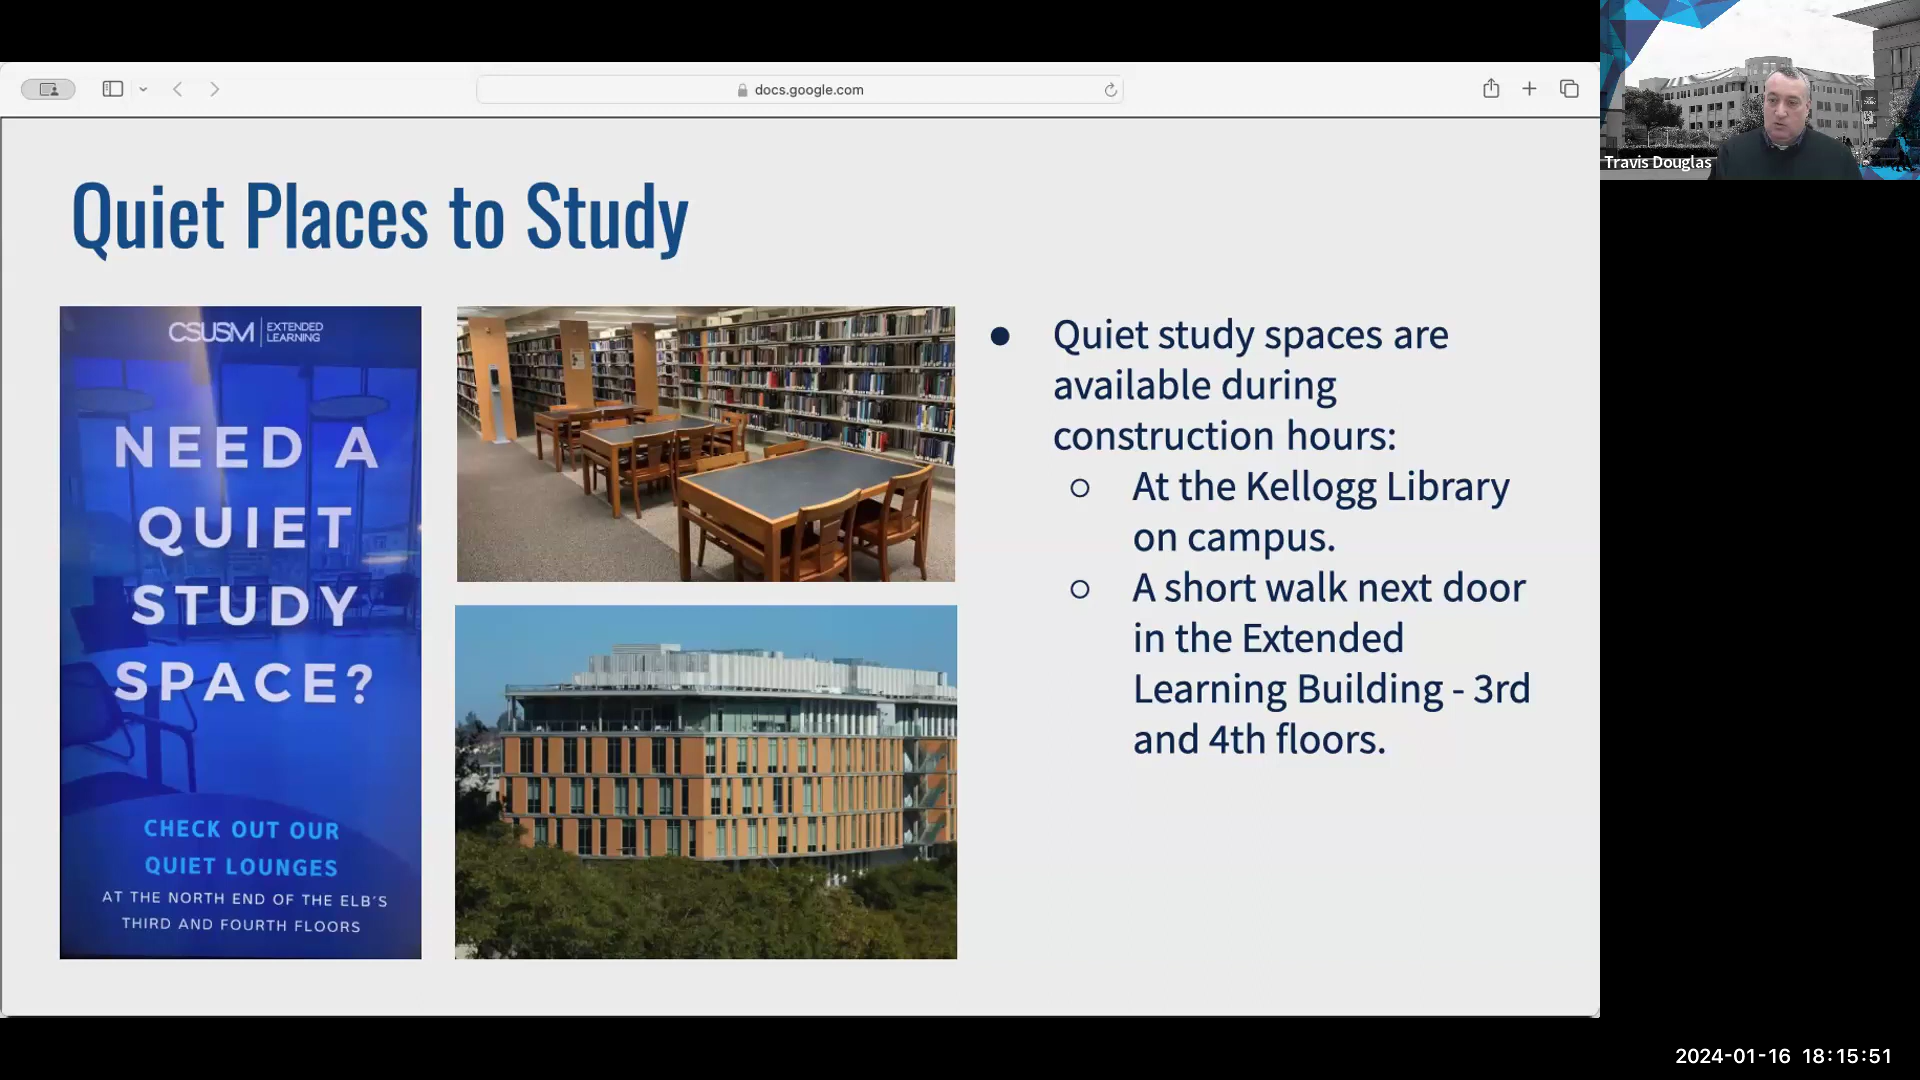 docs.google.com
Travis Douglas
Quiet Places to Study
CSUSM EXTENDED
LEARNING
NEED A
QUIET
STUDY
SPACE?
CHECK OUT OUR
QUIET LOUNGES
AT THE NORTH END OF THE ELB'S
THIRD AND FOURTH FLOORS
● Quiet study spaces are
available during
construction hours:
○ At the Kellogg Library
on campus.
○ A short walk next door
in the Extended
Learning Building - 3rd
and 4th floors.
2024-01-16 18:15:51